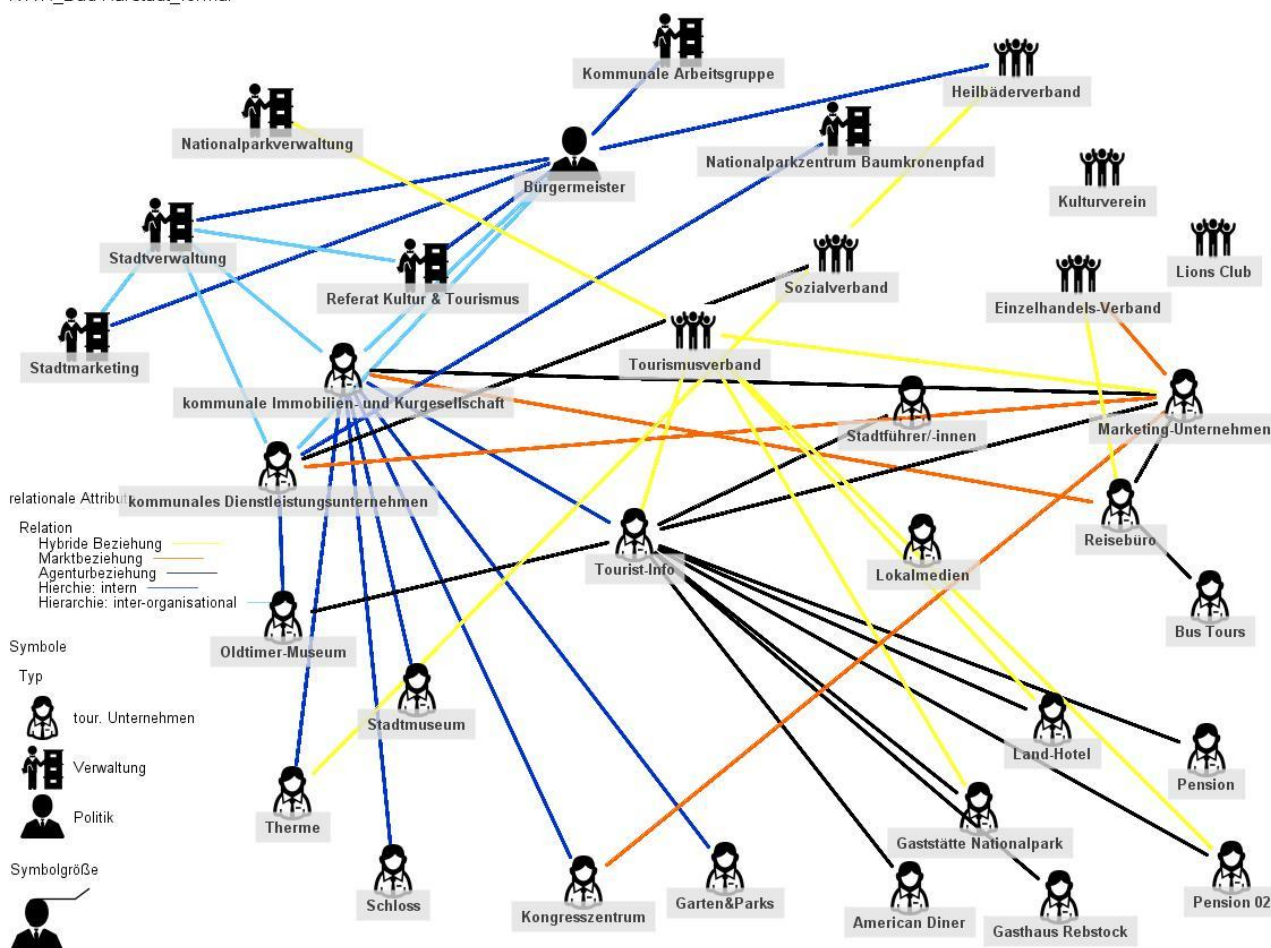 Kommunale Arbeitsgruppe
Heilbäderverband
Nationalparkverwaltung
Nationalparkzentrum Baumkronenpfad
Bürgermeister
Kulturverein
Stadtverwaltung
Lions Club
Referat Kultur & Tourismus
Sozialverband
Einzelhandels-Verband
Stadtmarketing
Tourismusverband
kommunale Immobilien- und Kurgesellschaft
Stadtführer/-innen
Marketing-Unternehmen
relationale Attribut
kommunales Dienstleistungsunternehmen
Relation
Hybride Beziehung
Marktbeziehung
Agenturbeziehung
Hierchie: intern
Hierarchie: inter-organisational
Reisebüro
Tourist-Info
Lokalmedien
Bus Tours
Oldtimer-Museum
Symbole
Typ
tour. Unternehmen
Verwaltung
Politik
Symbolgröße
Stadtmuseum
Land-Hotel
Pension
Therme
Gaststätte Nationalpark
Schloss
Kongresszentrum
Garten&Parks
American Diner
Gasthaus Rebstock
Pension 02